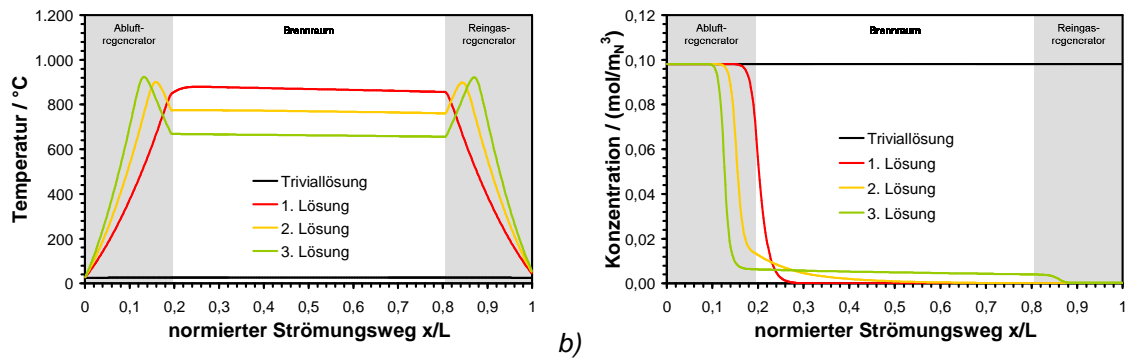 Temperatur / °C
1.200
1.000
800
600
400
200
0
Abluft-
regenerator
Brennraum
Reingas-
regenerator
Triviallösung
1. Lösung
2. Lösung
3. Lösung
0 0,1 0,2 0,3 0,4 0,5 0,6 0,7 0,8 0,9 1
normierter Strömungsweg x/L
b)
Konzentration / (mol/m_N³)
0,12
0,10
0,08
0,06
0,04
0,02
0,00
Abluft-
regenerator
Brennraum
Reingas-
regenerator
Triviallösung
1. Lösung
2. Lösung
3. Lösung
0 0,1 0,2 0,3 0,4 0,5 0,6 0,7 0,8 0,9 1
normierter Strömungsweg x/L